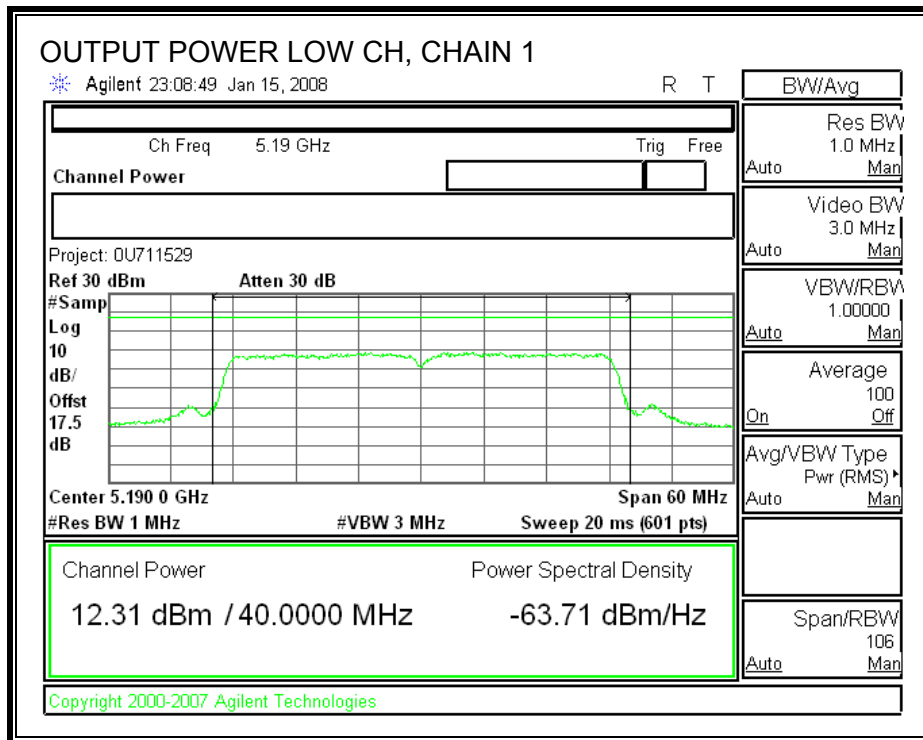 OUTPUT POWER LOW CH, CHAIN 1
Agilent 23:08:49 Jan 15, 2008 R T
Ch Freq 5.19 GHz Trig Free
Channel Power
Project: 0U711529
Ref 30 dBm Atten 30 dB
#Samp
Log
10
dB/
Offst
17.5
dB
Center 5.190 0 GHz Span 60 MHz
#Res BW 1 MHz #VBW 3 MHz Sweep 20 ms (601 pts)
Channel Power Power Spectral Density
12.31 dBm / 40.0000 MHz -63.71 dBm/Hz
Copyright 2000-2007 Agilent Technologies
BW/Avg
Res BW
1.0 MHz
Auto Man
Video BW
3.0 MHz
Auto Man
VBW/RBW
1.00000
Auto Man
Average
100
On Off
Avg/VBW Type
Pwr (RMS)
Auto Man
Span/RBW
106
Auto Man